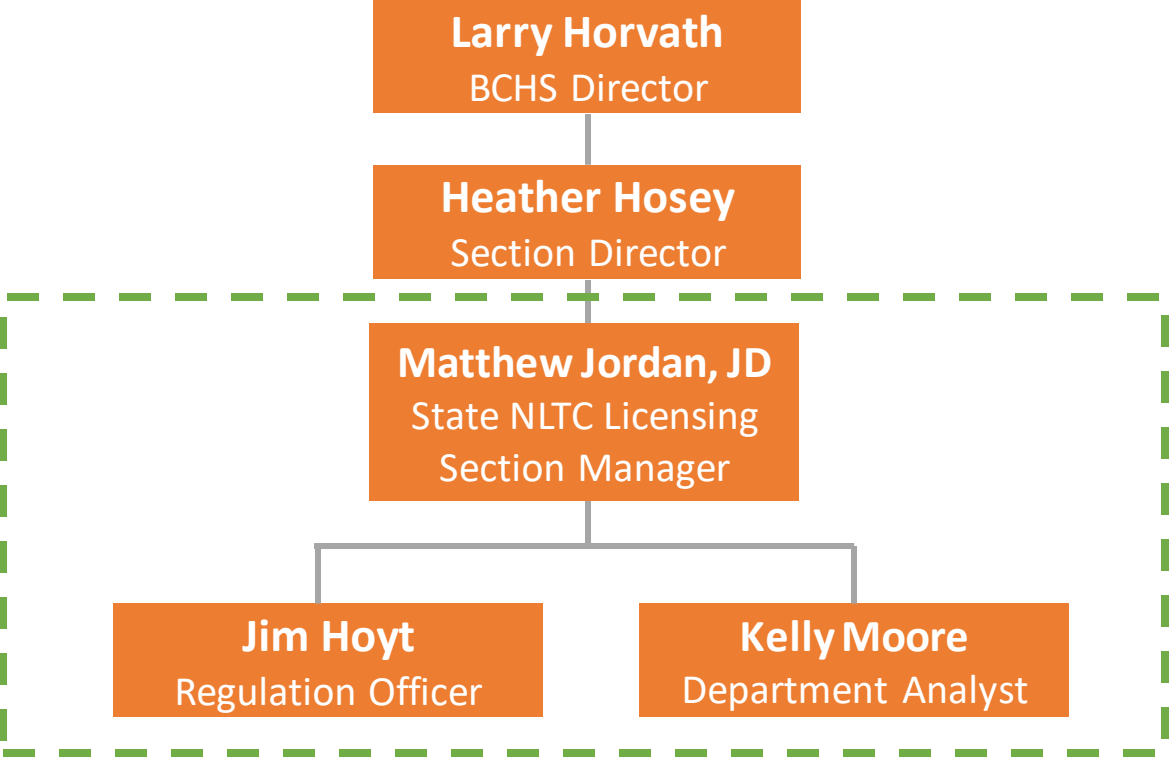 Larry Horvath
BCHS Director
Heather Hosey
Section Director
Matthew Jordan, JD
State NLTC Licensing
Section Manager
Jim Hoyt
Regulation Officer
Kelly Moore
Department Analyst